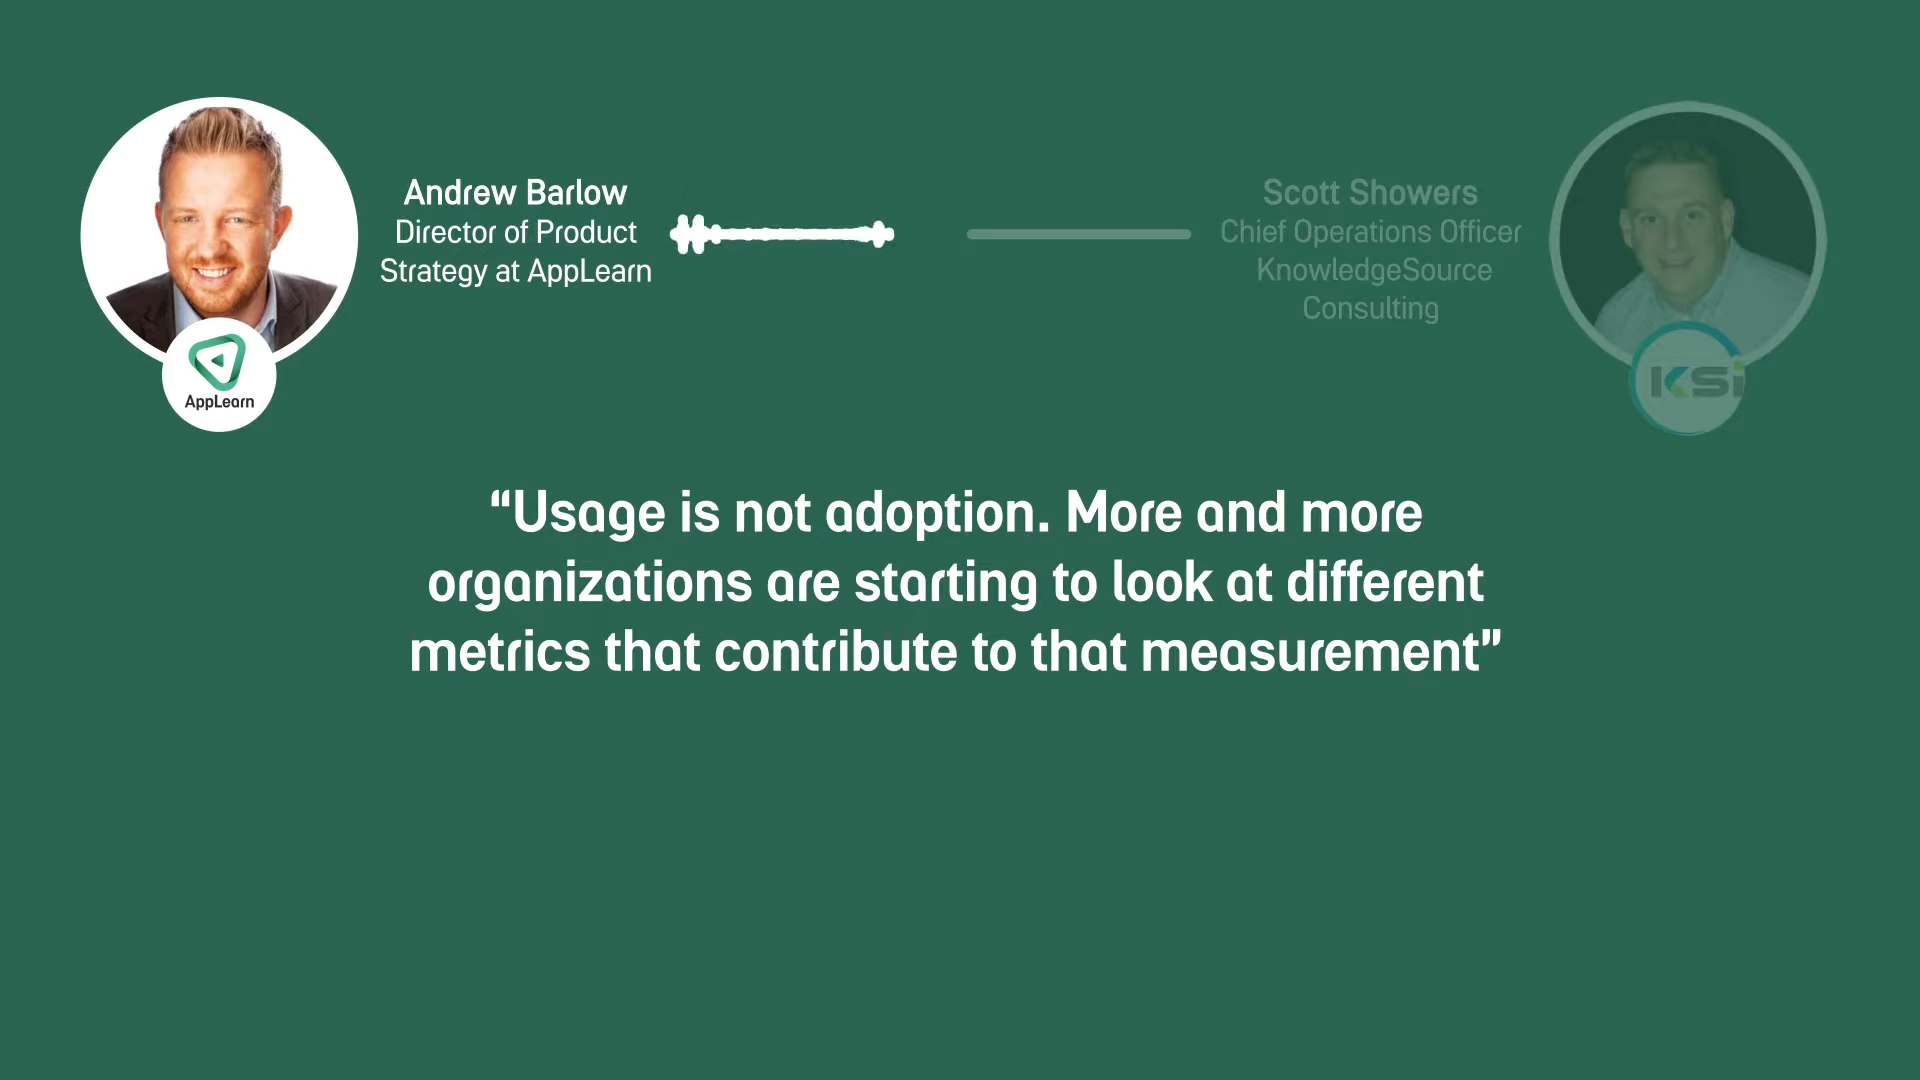 Andrew Barlow
Director of Product
Strategy at AppLearn
AppLearn
Scott Showers
Chief Operations Officer
KnowledgeSource
Consulting
KSi
“Usage is not adoption. More and more
organizations are starting to look at different
metrics that contribute to that measurement”